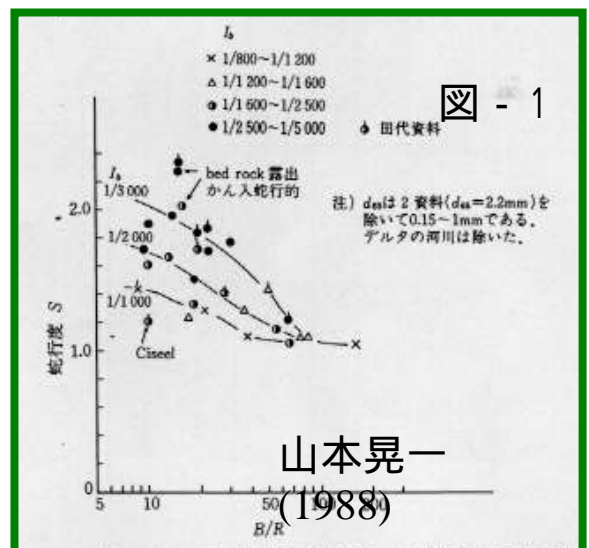 I_b
× 1/800~1/1 200
△ 1/1 200~1/1 600
◑ 1/1 600~1/2 500
● 1/2 500~1/5 000
田代資料
図 - 1
bed rock 露出
かん入蛇行的
I_b
1/3 000
1/2 000
1/1 000
注) d₆₀は 2 資料(d₆₀=2.2mm)を
除いて0.15~1mmである.
デルタの河川は除いた.
2.0
1.0
0
蛇行度 S
Ciseel
山本晃一
(1988)
5
10
50
B/R